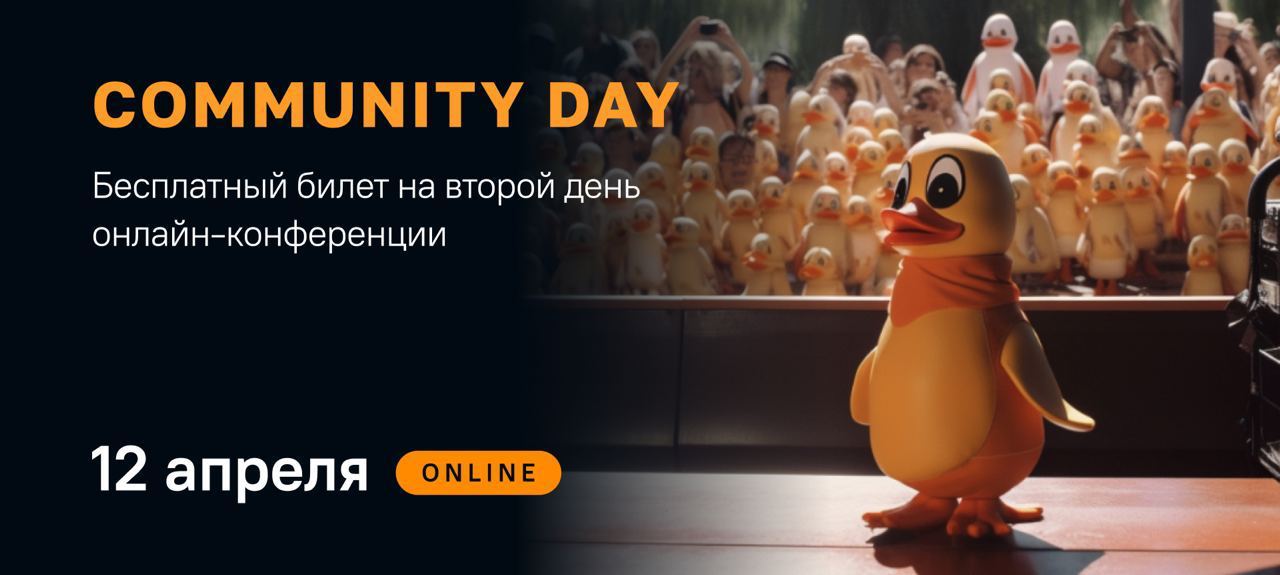 COMMUNITY DAY
Бесплатный билет на второй день
онлайн-конференции
12 апреля ONLINE